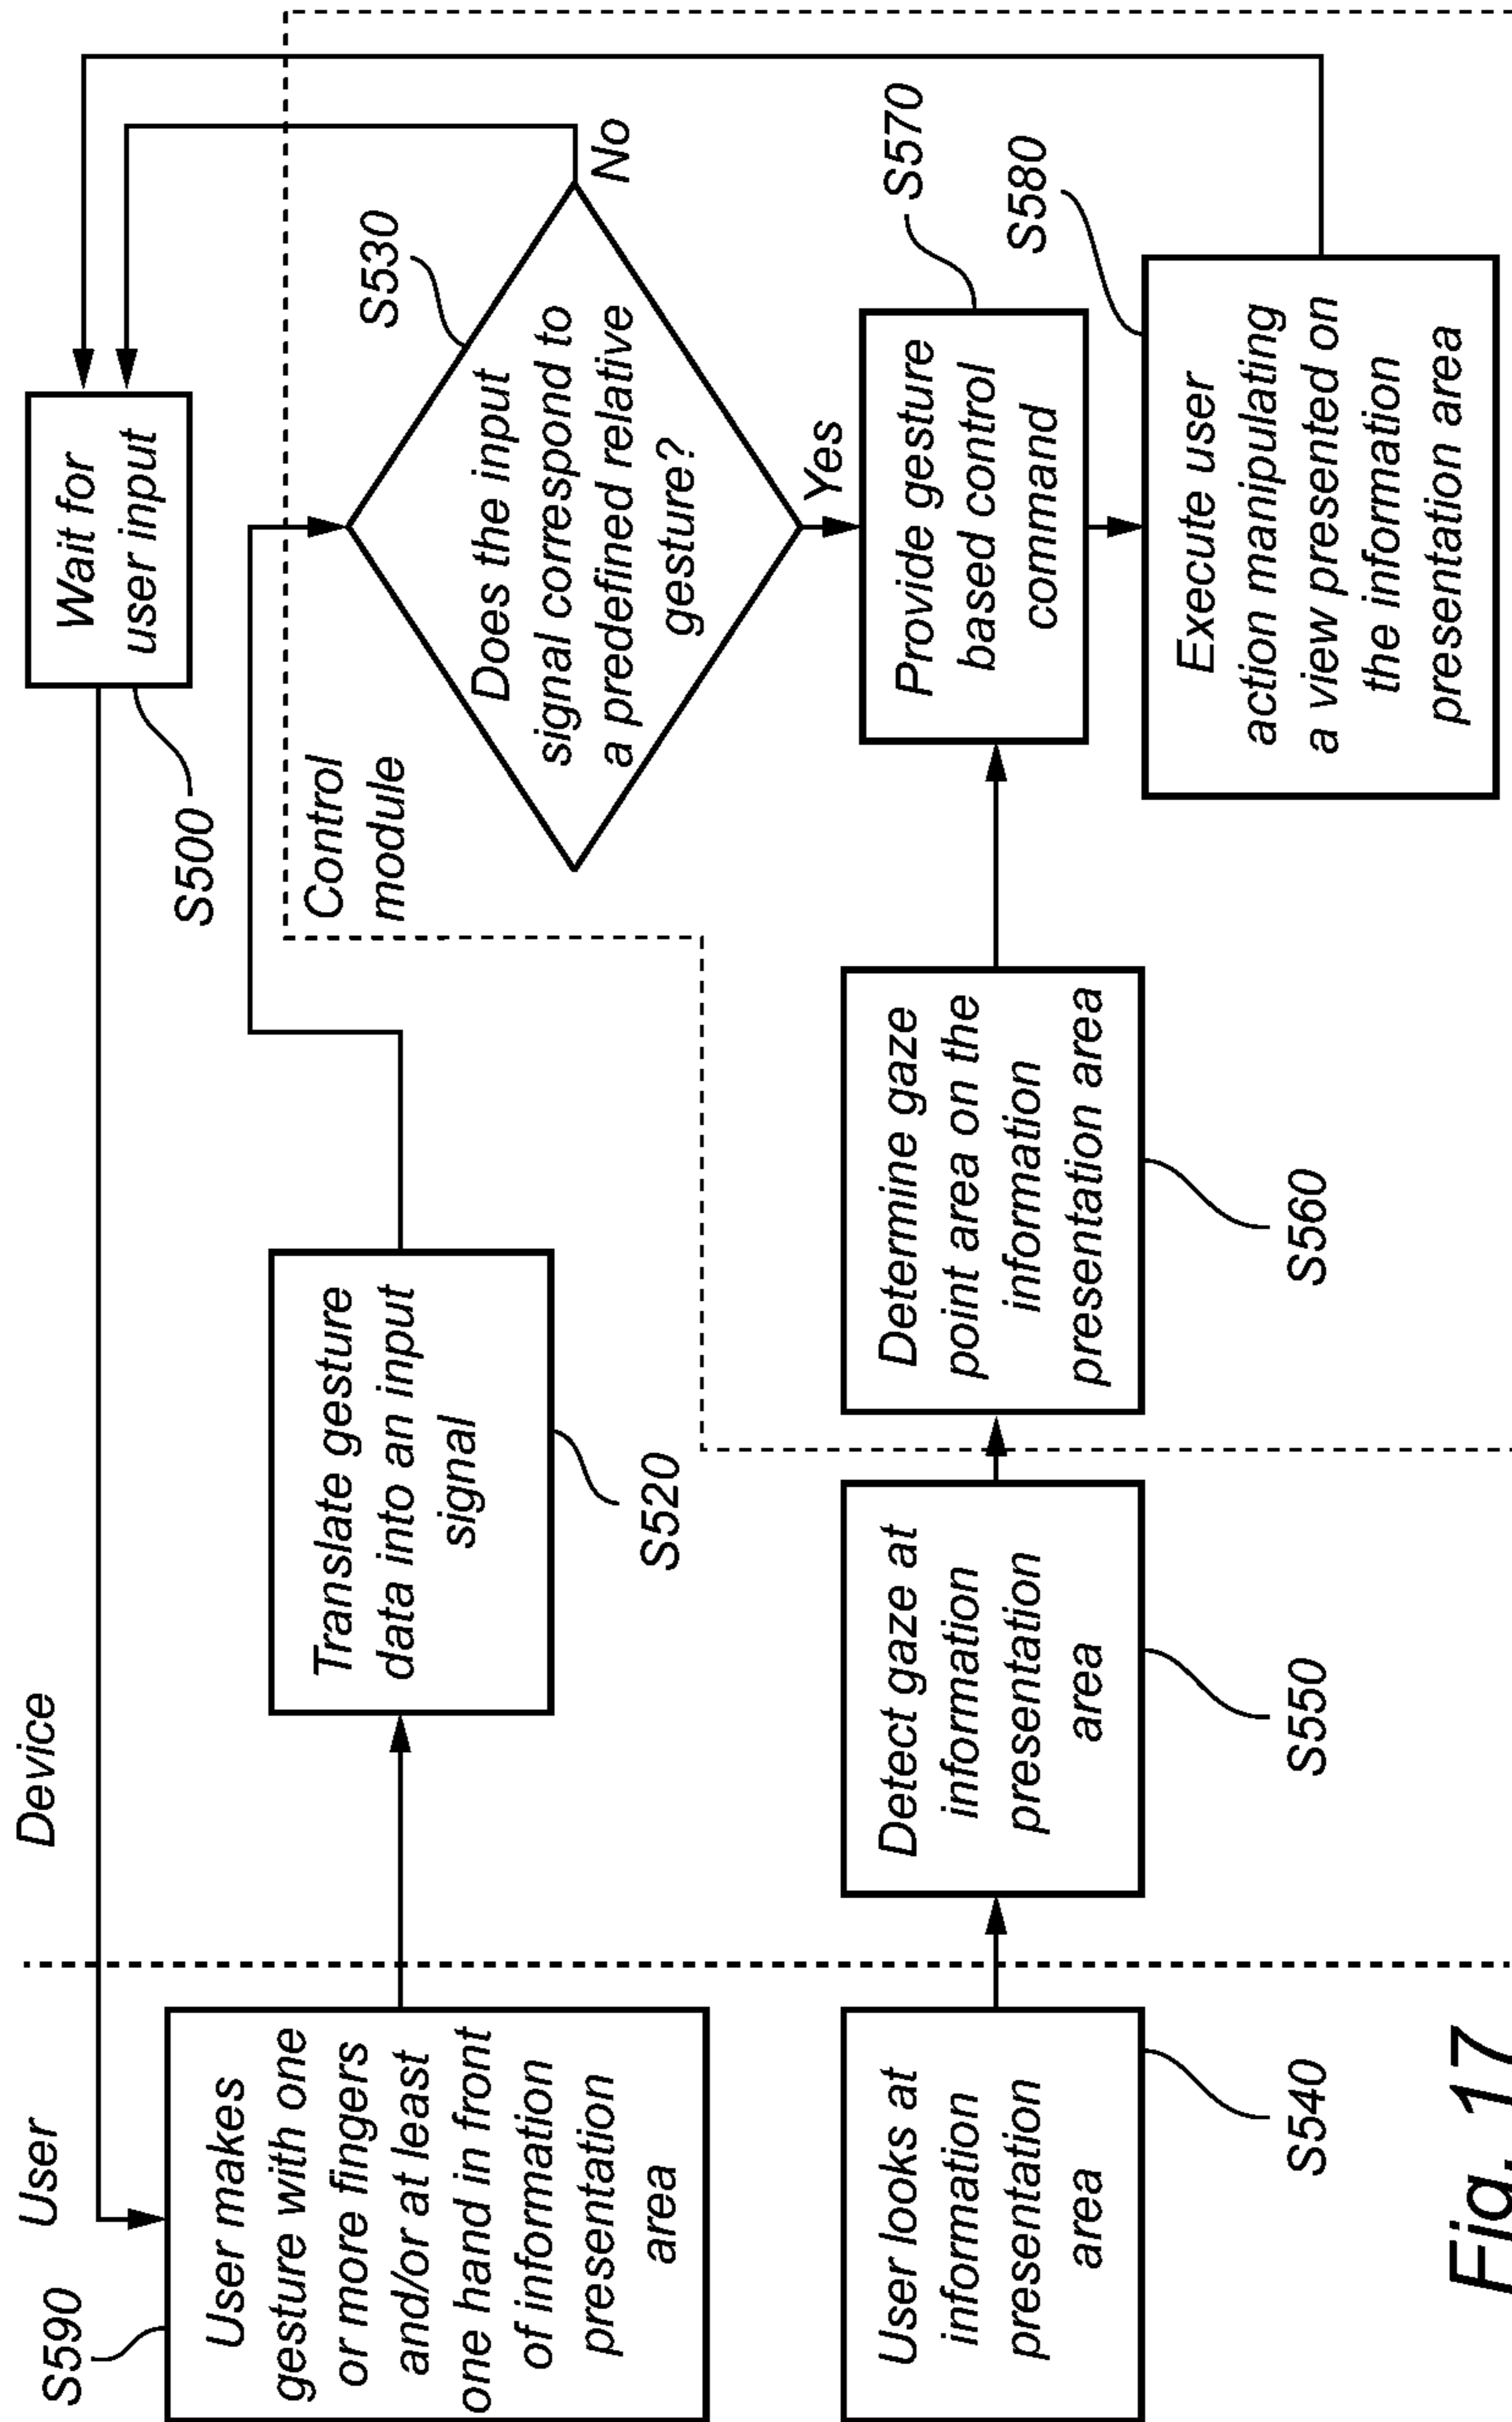 User
Device
S590
User makes
gesture with one
or more fingers
and/or at least
one hand in front
of information
presentation
area
Translate gesture
data into an input
signal
S520
Wait for
user input
S500
Control
module
Does the input
signal correspond to
a predefined relative
gesture?
S530
No
Yes
User looks at
information
presentation
area
S540
Detect gaze at
information
presentation
area
S550
Determine gaze
point area on the
information
presentation area
S560
Provide gesture
based control
command
S570
Execute user
action manipulating
a view presented on
the information
presentation area
S580
Fig. 17